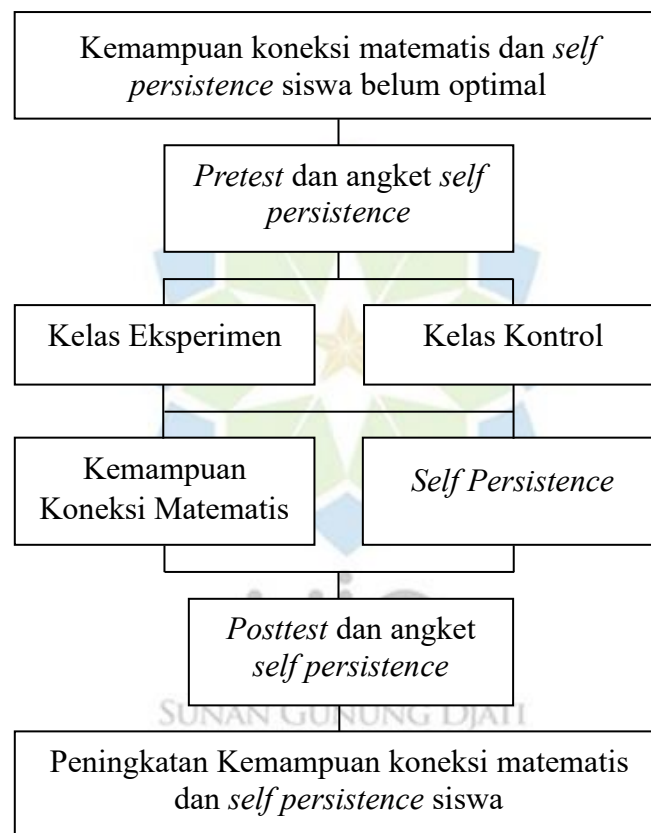 Kemampuan koneksi matematis dan self
persistence siswa belum optimal
Pretest dan angket self
persistence
Kelas Eksperimen
Kelas Kontrol
Kemampuan
Koneksi Matematis
Self Persistence
Posttest dan angket
self persistence
SUNAN GUNUNG DJATI
Peningkatan Kemampuan koneksi matematis
dan self persistence siswa